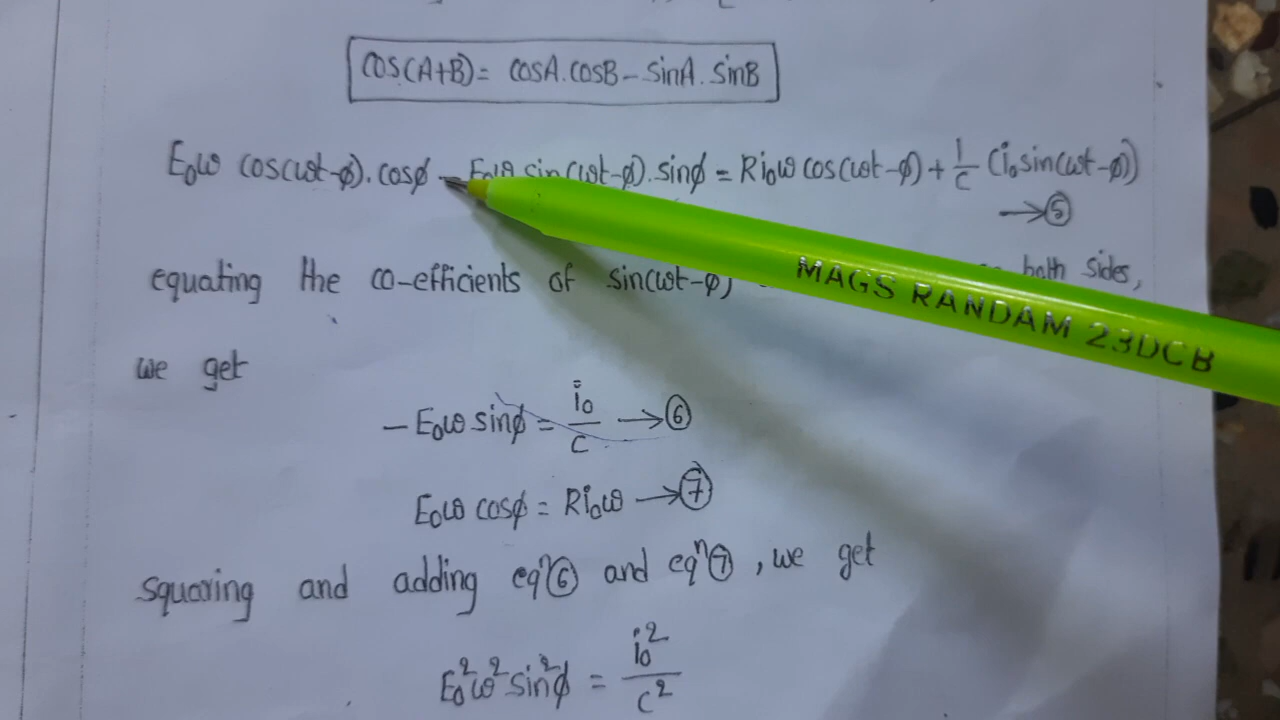 cos(A+B) = cosA.cosB - sinA.sinB
E₀ω cos(ωt-φ).cosφ - E₀ω sin(ωt-φ).sinφ = Ri₀ω cos(ωt-φ) + 1/c (i₀sin(ωt-φ))
→⑤
equating the co-efficients of sin(ωt-φ) both sides,
we get
-E₀ω sinφ = i₀/c →⑥
E₀ω cosφ = Ri₀ω →⑦
squaring and adding eqⁿ⑥ and eqⁿ⑦, we get
E₀²ω²sin²φ = i₀²/c²
MAGS RANDAM 23DCB